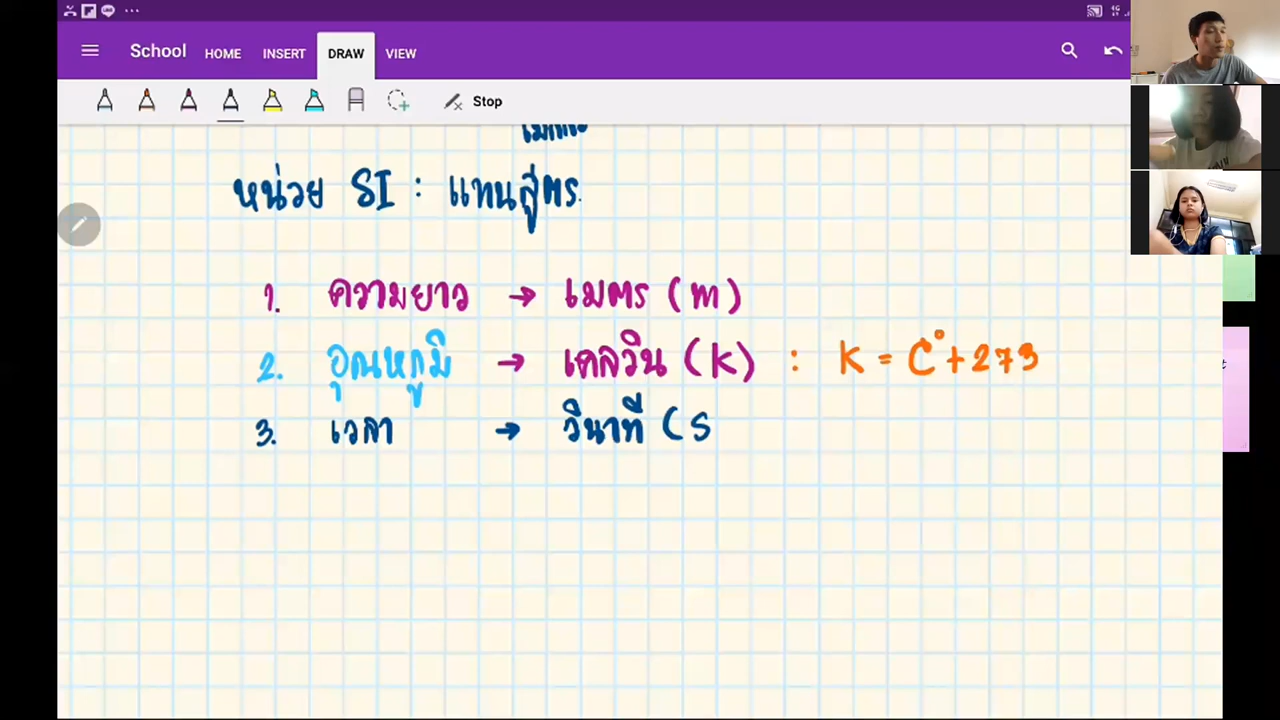 4G
School HOME INSERT DRAW VIEW
Stop
หน่วย SI : แทนสูตร
1. ความยาว → เมตร (m)
2. อุณหภูมิ → เคลวิน (K) : K = C° + 273
3. เวลา → วินาที (S